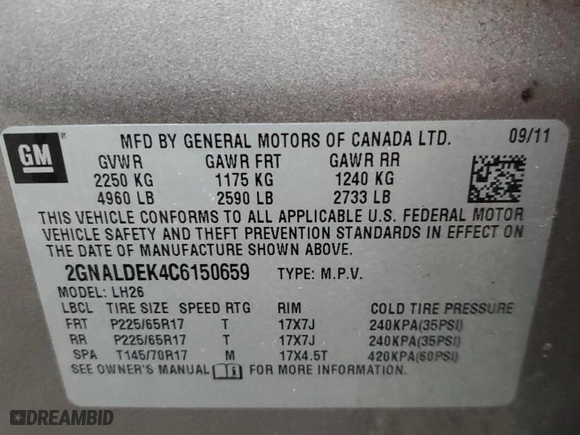 GM
MFD BY GENERAL MOTORS OF CANADA LTD. 09/11
GVWR GAWR FRT GAWR RR
2250 KG 1175 KG 1240 KG
4960 LB 2590 LB 2733 LB
THIS VEHICLE CONFORMS TO ALL APPLICABLE U.S. FEDERAL MOTOR
VEHICLE SAFETY AND THEFT PREVENTION STANDARDS IN EFFECT ON
THE DATE OF MANUFACTURE SHOWN ABOVE.
2GNALDEK4C6150659 TYPE: M.P.V.
MODEL: LH26
LBCL TIRE SIZE SPEED RTG RIM COLD TIRE PRESSURE
FRT P225/65R17 T 17X7J 240KPA(35PSI)
RR P225/65R17 T 17X7J 240KPA(35PSI)
SPA T145/70R17 M 17X4.5T 420KPA(60PSI)
SEE OWNER'S MANUAL FOR MORE INFORMATION.
DREAMBID